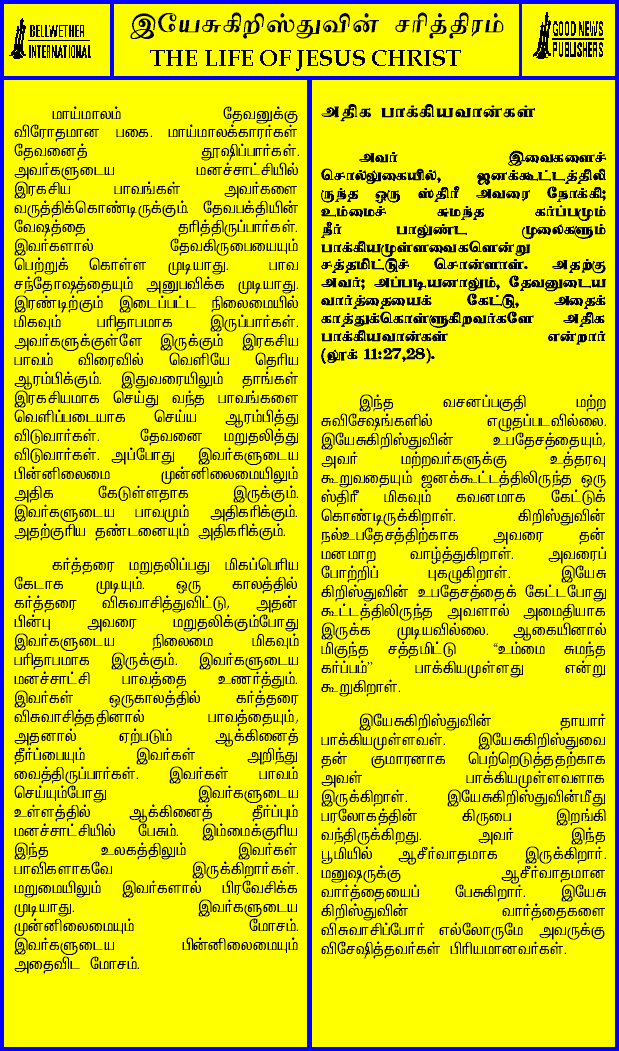 BELLWETHER
INTERNATIONAL
இயேசுகிறிஸ்துவின் சரித்திரம்
THE LIFE OF JESUS CHRIST
GOOD NEWS
PUBLISHERS
மாய்மாலம் தேவனுக்கு
விரோதமான பகை. மாய்மாலக்காரர்கள்
தேவனைத் தூஷிப்பார்கள்.
அவர்களுடைய மனச்சாட்சியில்
இரகசிய பாவங்கள் அவர்களை
வருத்திக்கொண்டிருக்கும். தேவபக்தியின்
வேஷத்தை தரித்திருப்பார்கள்.
இவர்களால் தேவகிருபையையும்
பெற்றுக் கொள்ள முடியாது. பாவ
சந்தோஷத்தையும் அனுபவிக்க முடியாது.
இரண்டிற்கும் இடைப்பட்ட நிலைமையில்
மிகவும் பரிதாபமாக இருப்பார்கள்.
அவர்களுக்குள்ளே இருக்கும் இரகசிய
பாவம் விரைவில் வெளியே தெரிய
ஆரம்பிக்கும். இதுவரையிலும் தாங்கள்
இரகசியமாக செய்து வந்த பாவங்களை
வெளிப்படையாக செய்ய ஆரம்பித்து
விடுவார்கள். தேவனை மறுதலித்து
விடுவார்கள். அப்போது இவர்களுடைய
பின்னிலைமை முன்னிலைமையிலும்
அதிக கேடுள்ளதாக இருக்கும்.
இவர்களுடைய பாவமும் அதிகரிக்கும்.
அதற்குரிய தண்டனையும் அதிகரிக்கும்.
கர்த்தரை மறுதலிப்பது மிகப்பெரிய
கேடாக முடியும். ஒரு காலத்தில்
கர்த்தரை விசுவாசித்துவிட்டு, அதன்
பின்பு அவரை மறுதலிக்கும்போது
இவர்களுடைய நிலைமை மிகவும்
பரிதாபமாக இருக்கும். இவர்களுடைய
மனச்சாட்சி பாவத்தை உணர்த்தும்.
இவர்கள் ஒருகாலத்தில் கர்த்தரை
விசுவாசித்ததினால் பாவத்தையும்,
அதனால் ஏற்படும் ஆக்கினைத்
தீர்ப்பையும் இவர்கள் அறிந்து
வைத்திருப்பார்கள். இவர்கள் பாவம்
செய்யும்போது இவர்களுடைய
உள்ளத்தில் ஆக்கினைத் தீர்ப்பும்
மனச்சாட்சியில் பேசும். இம்மைக்குரிய
இந்த உலகத்திலும் இவர்கள்
பாவிகளாகவே இருக்கிறார்கள்.
மறுமையிலும் இவர்களால் பிரவேசிக்க
முடியாது. இவர்களுடைய
முன்னிலைமையும் மோசம்.
இவர்களுடைய பின்னிலைமையும்
அதைவிட மோசம்.
அதிக பாக்கியவான்கள்
அவர் இவைகளைச்
சொல்லுகையில், ஜனக்கூட்டத்திலி
ருந்த ஒரு ஸ்திரீ அவரை நோக்கி;
உம்மைச் சுமந்த கர்ப்பமும்
நீர் பாலுண்ட முலைகளும்
பாக்கியமுள்ளவைகளென்று
சத்தமிட்டுச் சொன்னாள். அதற்கு
அவர்; அப்படியானாலும், தேவனுடைய
வார்த்தையைக் கேட்டு, அதைக்
காத்துக்கொள்ளுகிறவர்களே அதிக
பாக்கியவான்கள் என்றார்
(லூக் 11:27,28).
இந்த வசனப்பகுதி மற்ற
சுவிசேஷங்களில் எழுதப்படவில்லை.
இயேசுகிறிஸ்துவின் உபதேசத்தையும்,
அவர் மற்றவர்களுக்கு உத்தரவு
கூறுவதையும் ஜனக்கூட்டத்திலிருந்த ஒரு
ஸ்திரீ மிகவும் கவனமாக கேட்டுக்
கொண்டிருக்கிறாள். கிறிஸ்துவின்
நல்உபதேசத்திற்காக அவரை தன்
மனமாற வாழ்த்துகிறாள். அவரைப்
போற்றிப் புகழுகிறாள். இயேசு
கிறிஸ்துவின் உபதேசத்தைக் கேட்டபோது
கூட்டத்திலிருந்த அவளால் அமைதியாக
இருக்க முடியவில்லை. ஆகையினால்
மிகுந்த சத்தமிட்டு “உம்மை சுமந்த
கர்ப்பம்” பாக்கியமுள்ளது என்று
கூறுகிறாள்.
இயேசுகிறிஸ்துவின் தாயார்
பாக்கியமுள்ளவள். இயேசுகிறிஸ்துவை
தன் குமாரனாக பெற்றெடுத்ததற்காக
அவள் பாக்கியமுள்ளவளாக
இருக்கிறாள். இயேசுகிறிஸ்துவின்மீது
பரலோகத்தின் கிருபை இறங்கி
வந்திருக்கிறது. அவர் இந்த
பூமியில் ஆசீர்வாதமாக இருக்கிறார்.
மனுஷருக்கு ஆசீர்வாதமான
வார்த்தையைப் பேசுகிறார். இயேசு
கிறிஸ்துவின் வார்த்தைகளை
விசுவாசிப்போர் எல்லோருமே அவருக்கு
விசேஷித்தவர்கள் பிரியமானவர்கள்.